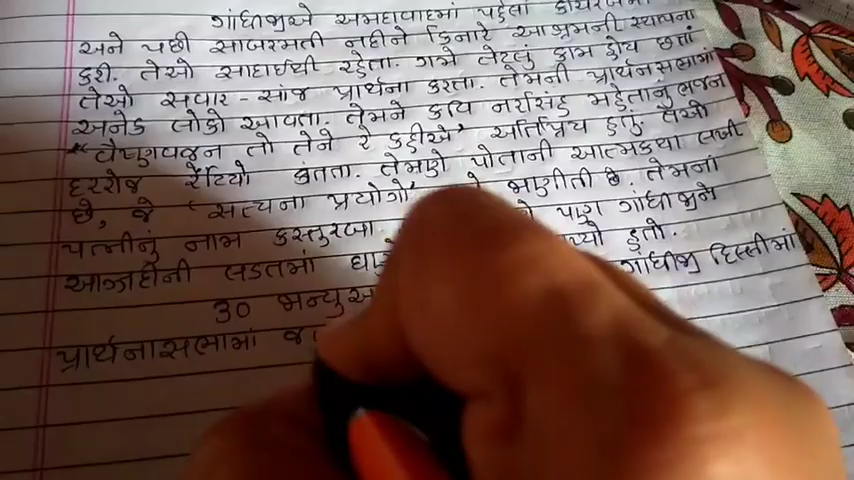 ગાંધીજીએ અમદાવાદમાં પહેલાં કોચરબમાં
અને પછી સાબરમતી નદીને કિનારે આશ્રમની સ્થાપના
કરી. તેઓ સાદાઈથી રહેતા. ગમે તેટલું કામ હોય છતાં
તેઓ સવાર - સાંજ પ્રાર્થના કરતા. તેમની પ્રાર્થનાસભામાં
અનેક લોકો આવતા. તેમને કવિ નરસિંહ મહેતાનું ભજન
“વૈષ્ણવજન તો તેને રે કહીએ’ અતિપ્રિય હતું. તેઓ
દરરોજ રેંટિયો કાંતતા. તેમણે પોતાની આત્મકથા લખી
છે, જે ‘સત્યના પ્રયોગો’ જાણીતી છે તેમનાં
પત્નીનું નામ કસ્તુરબા. પણ ગાંધીજીને
આઝાદીની લડતમાં હતો.
30 જાન્યુઆ ગાંધીજી દિલ્લીમાં
પ્રાર્થનાસભામાં જ